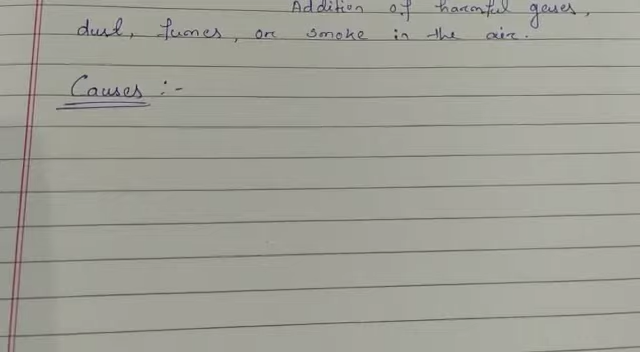 Addition of harmful gases,
dust, fumes, or smoke in the air.
Causes :-